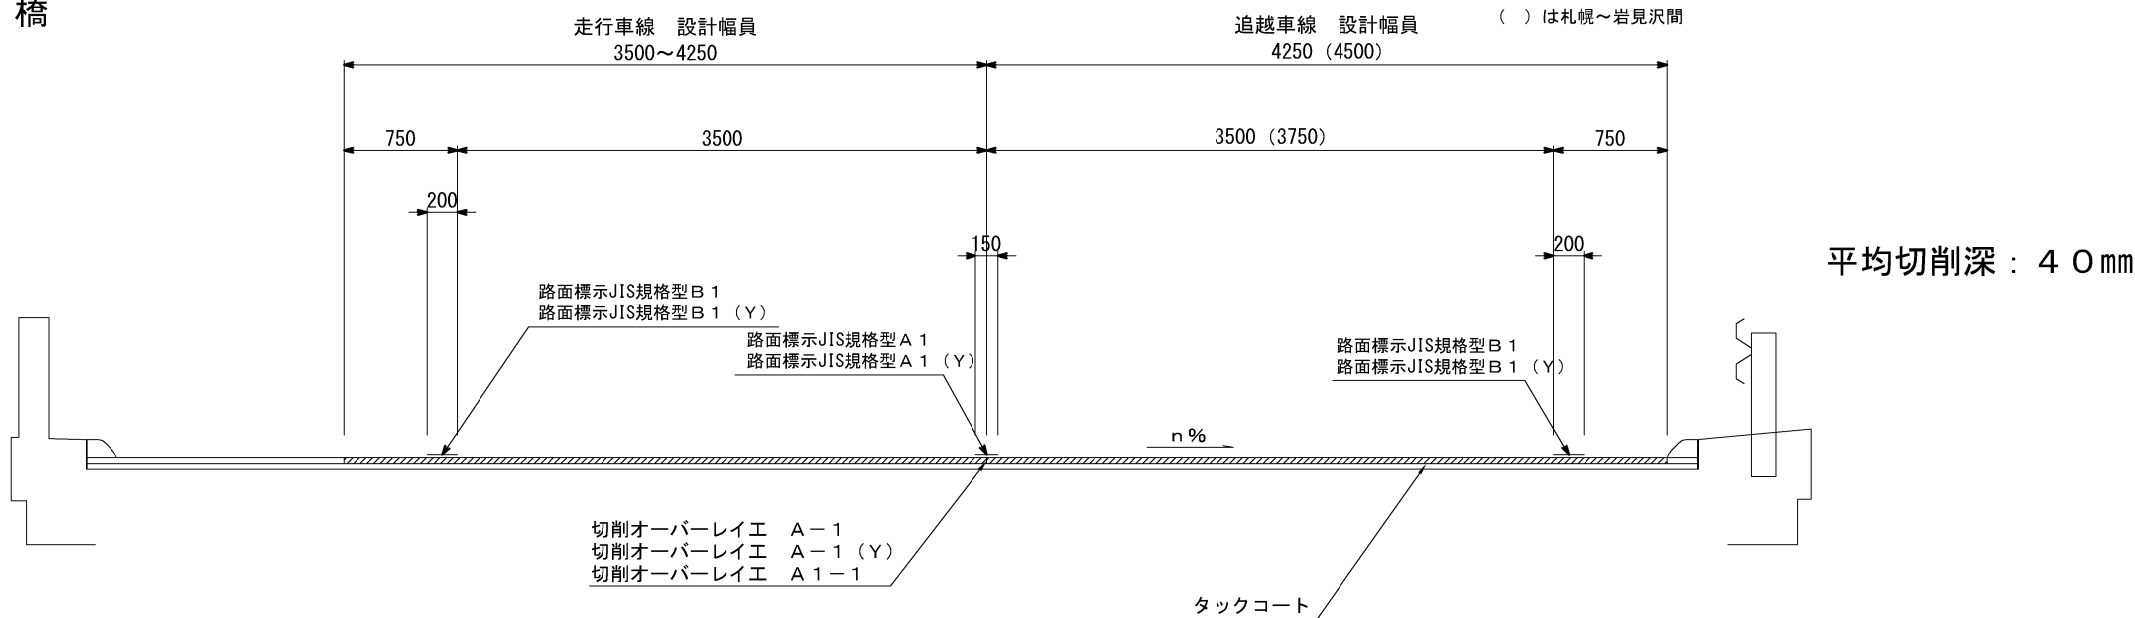 橋
走行車線　設計幅員
3500～4250
追越車線　設計幅員
4250 (4500)
（　）は札幌～岩見沢間
750
3500
3500 (3750)
750
200
150
200
平均切削深：４０㎜
路面標示JIS規格型Ｂ１
路面標示JIS規格型Ｂ１（Ｙ）
路面標示JIS規格型Ａ１
路面標示JIS規格型Ａ１（Ｙ）
路面標示JIS規格型Ｂ１
路面標示JIS規格型Ｂ１（Ｙ）
n％
切削オーバーレイ工　Ａ－１
切削オーバーレイ工　Ａ－１（Ｙ）
切削オーバーレイ工　Ａ１－１
タックコート